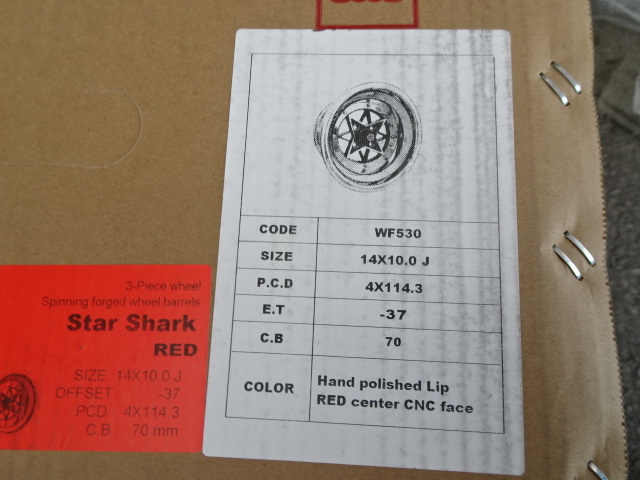 CODE WF530
SIZE 14X10.0 J
P.C.D 4X114.3
E.T -37
C.B 70
COLOR Hand polished Lip
RED center CNC face
3-Piece wheel
Spinning forged wheel barrels
Star Shark
RED
SIZE 14X10.0 J
OFFSET -37
PCD 4X114.3
C.B 70 mm